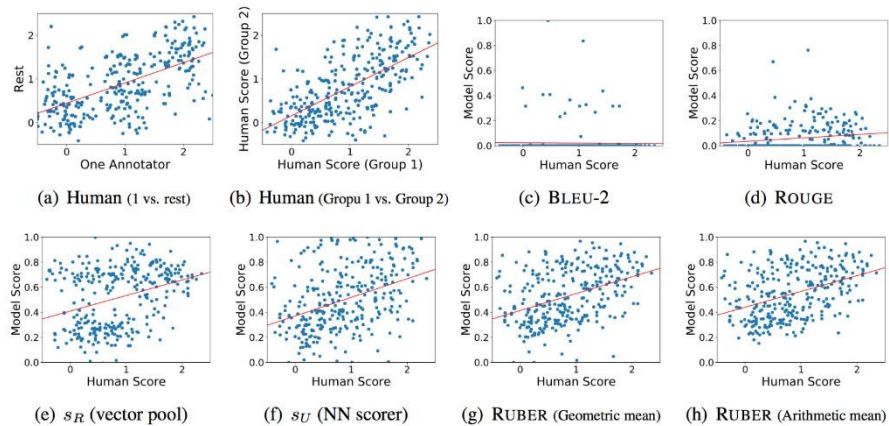 Rest
2
1
0
0 1 2
One Annotator
(a) Human (1 vs. rest)
Human Score (Group 2)
2
1
0
0 1 2
Human Score (Group 1)
(b) Human (Gropu 1 vs. Group 2)
Model Score
1.0
0.8
0.6
0.4
0.2
0.0
0 1 2
Human Score
(c) BLEU-2
Model Score
1.0
0.8
0.6
0.4
0.2
0.0
0 1 2
Human Score
(d) ROUGE
Model Score
1.0
0.8
0.6
0.4
0.2
0.0
0 1 2
Human Score
(e) sR (vector pool)
Model Score
1.0
0.8
0.6
0.4
0.2
0.0
0 1 2
Human Score
(f) sU (NN scorer)
Model Score
1.0
0.8
0.6
0.4
0.2
0.0
0 1 2
Human Score
(g) RUBER (Geometric mean)
Model Score
1.0
0.8
0.6
0.4
0.2
0.0
0 1 2
Human Score
(h) RUBER (Arithmetic mean)